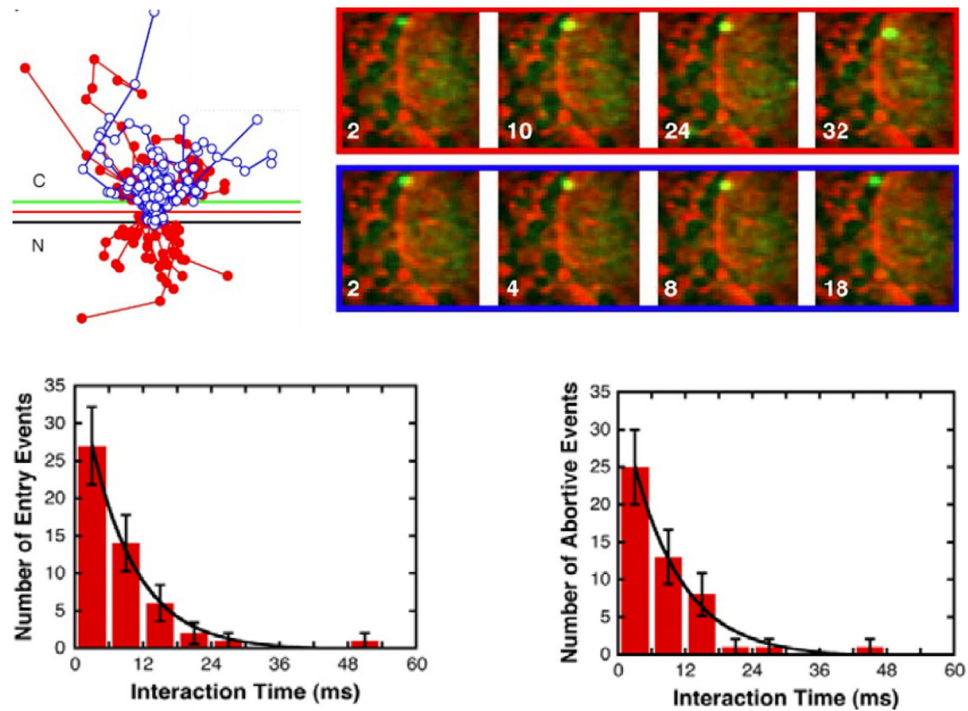 C
N
2 10 24 32
2 4 8 18
Number of Entry Events
35
30
25
20
15
10
5
0
0 12 24 36 48 60
Interaction Time (ms)
Number of Abortive Events
35
30
25
20
15
10
5
0
0 12 24 36 48 60
Interaction Time (ms)